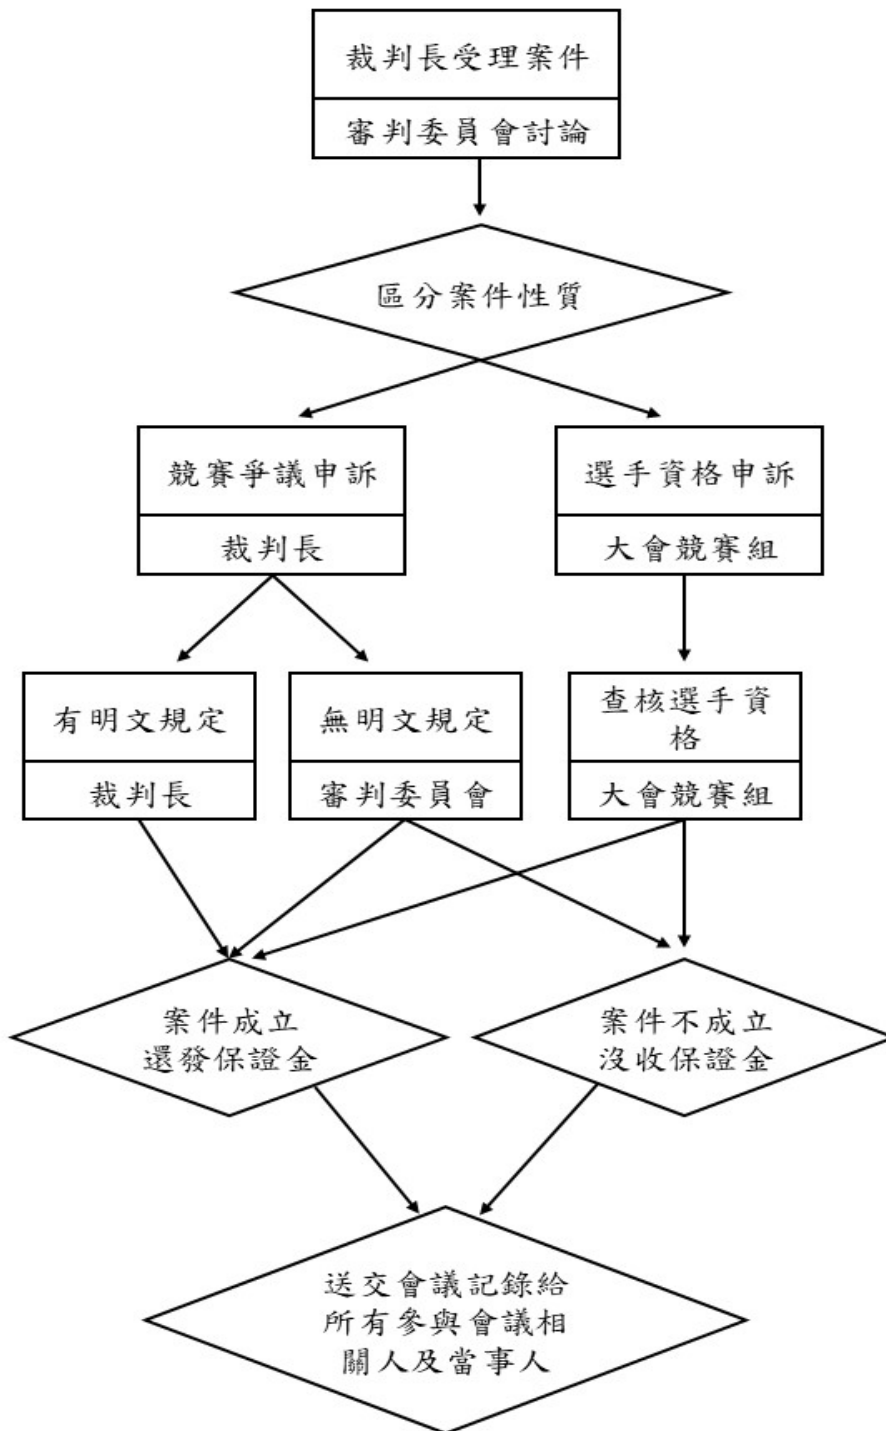 裁判長受理案件
審判委員會討論
區分案件性質
競賽爭議申訴
裁判長
選手資格申訴
大會競賽組
有明文規定
裁判長
無明文規定
審判委員會
查核選手資
格
大會競賽組
案件成立
還發保證金
案件不成立
沒收保證金
送交會議記錄給
所有參與會議相
關人及當事人